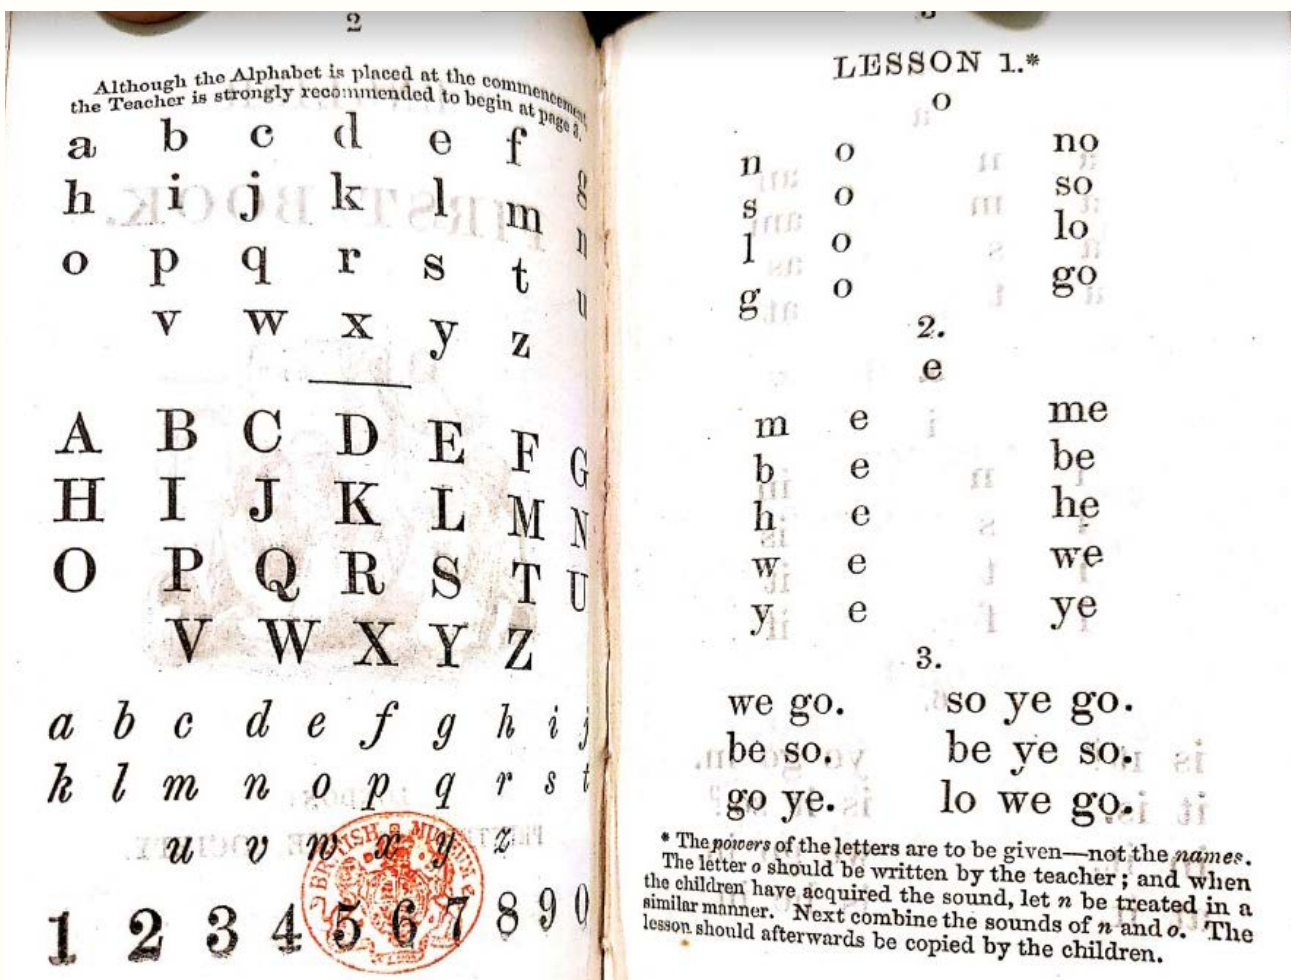 2
Although the Alphabet is placed at the commencement,
the Teacher is strongly recommended to begin at page 3.
a b c d e f g
h i j k l m n
o p q r s t u
v w x y z
A B C D E F G
H I J K L M N
O P Q R S T U
V W X Y Z
a b c d e f g h i j
k l m n o p q r s t
u v w x y z
BRITISH MUSEUM
1 2 3 4 5 6 7 8 9 0
3
LESSON 1.*
o
n o no
s o so
l o lo
g o go
2.
e
m e me
b e be
h e he
w e we
y e ye
3.
we go. so ye go.
be so. be ye so.
go ye. lo we go.
* The powers of the letters are to be given—not the names.
The letter o should be written by the teacher; and when
the children have acquired the sound, let n be treated in a
similar manner. Next combine the sounds of n and o. The
lesson should afterwards be copied by the children.